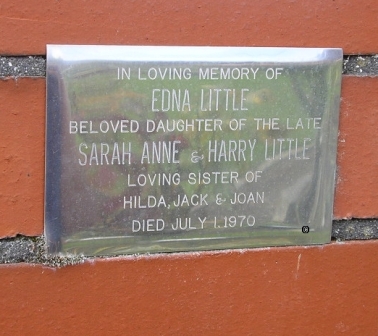 IN LOVING MEMORY OF
EDNA LITTLE
BELOVED DAUGHTER OF THE LATE
SARAH ANNE & HARRY LITTLE
LOVING SISTER OF
HILDA, JACK & JOAN
DIED JULY 1.1970